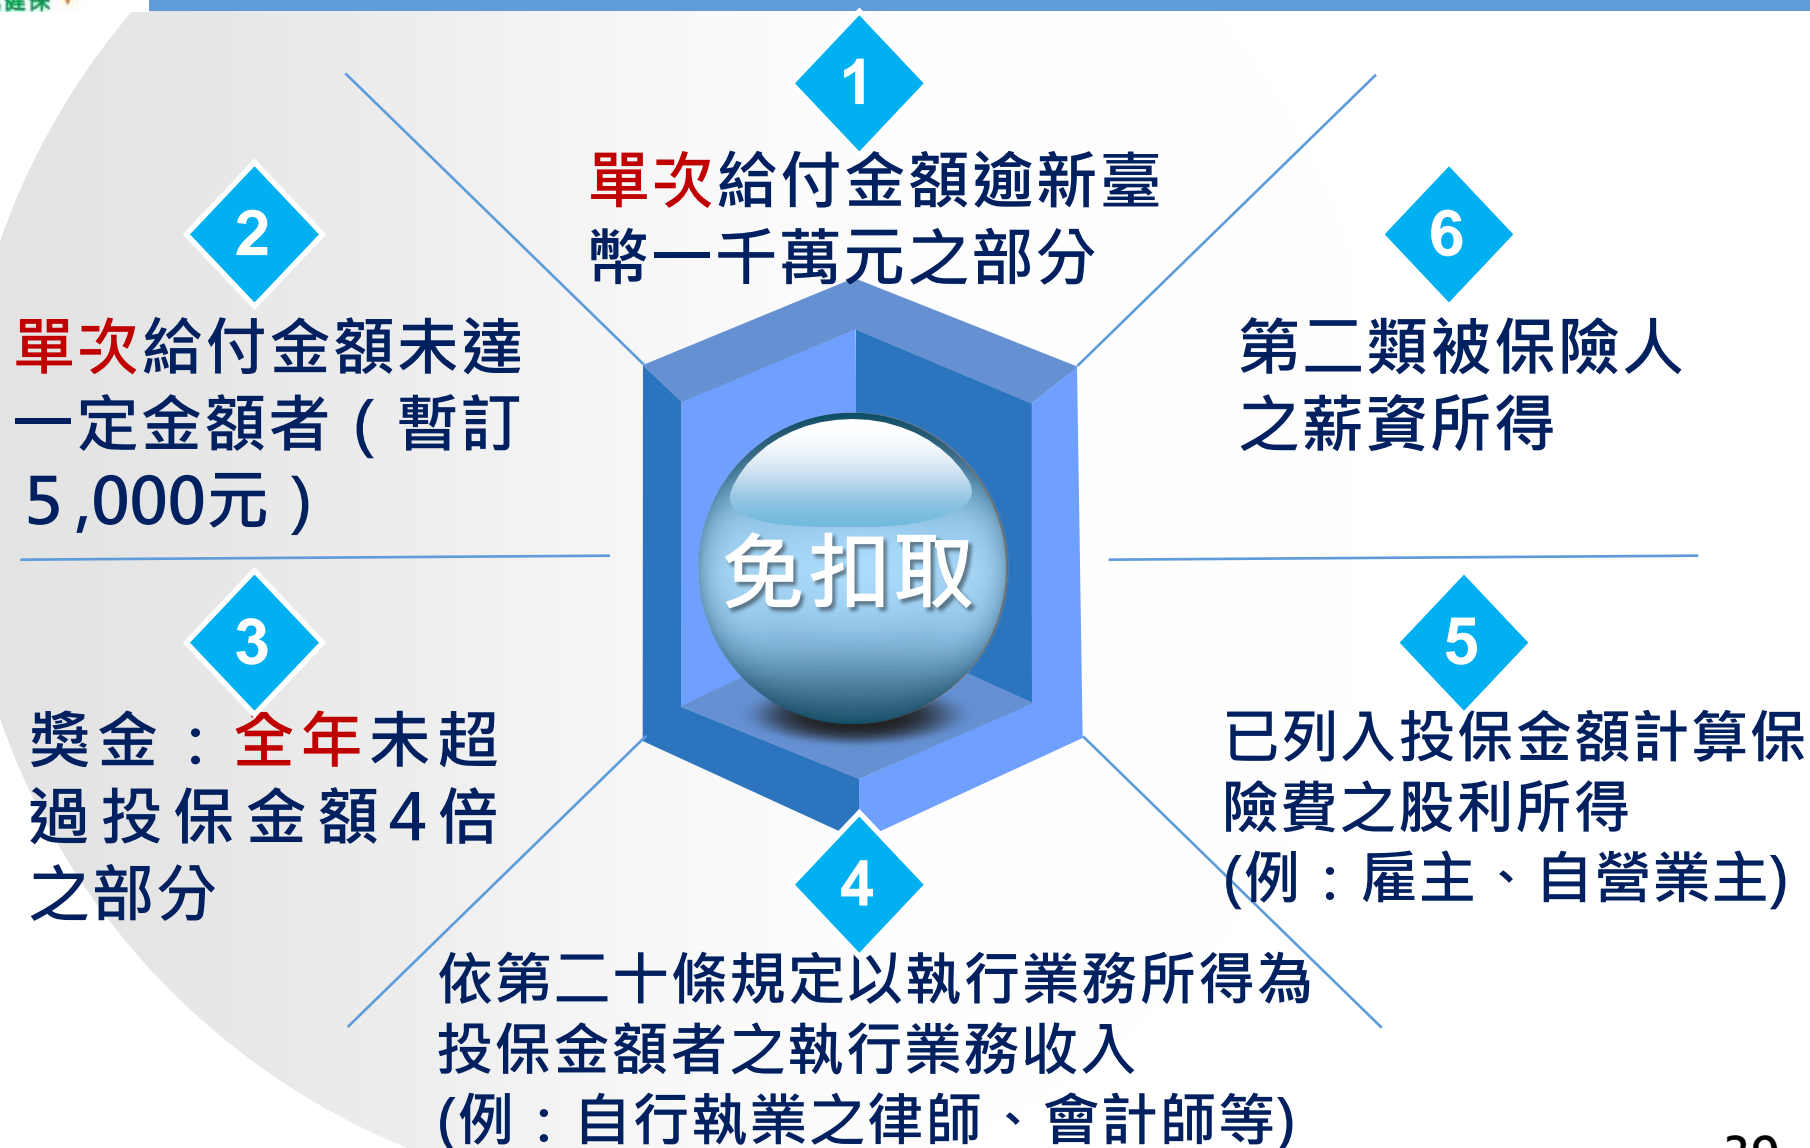 1
單次給付金額逾新臺
幣一千萬元之部分
2
單次給付金額未達
一定金額者（暫訂
5,000元）
3
獎金：全年未超
過投保金額4倍
之部分
4
依第二十條規定以執行業務所得為
投保金額者之執行業務收入
(例：自行執業之律師、會計師等)
5
已列入投保金額計算保
險費之股利所得
(例：雇主、自營業主)
6
第二類被保險人
之薪資所得
免扣取